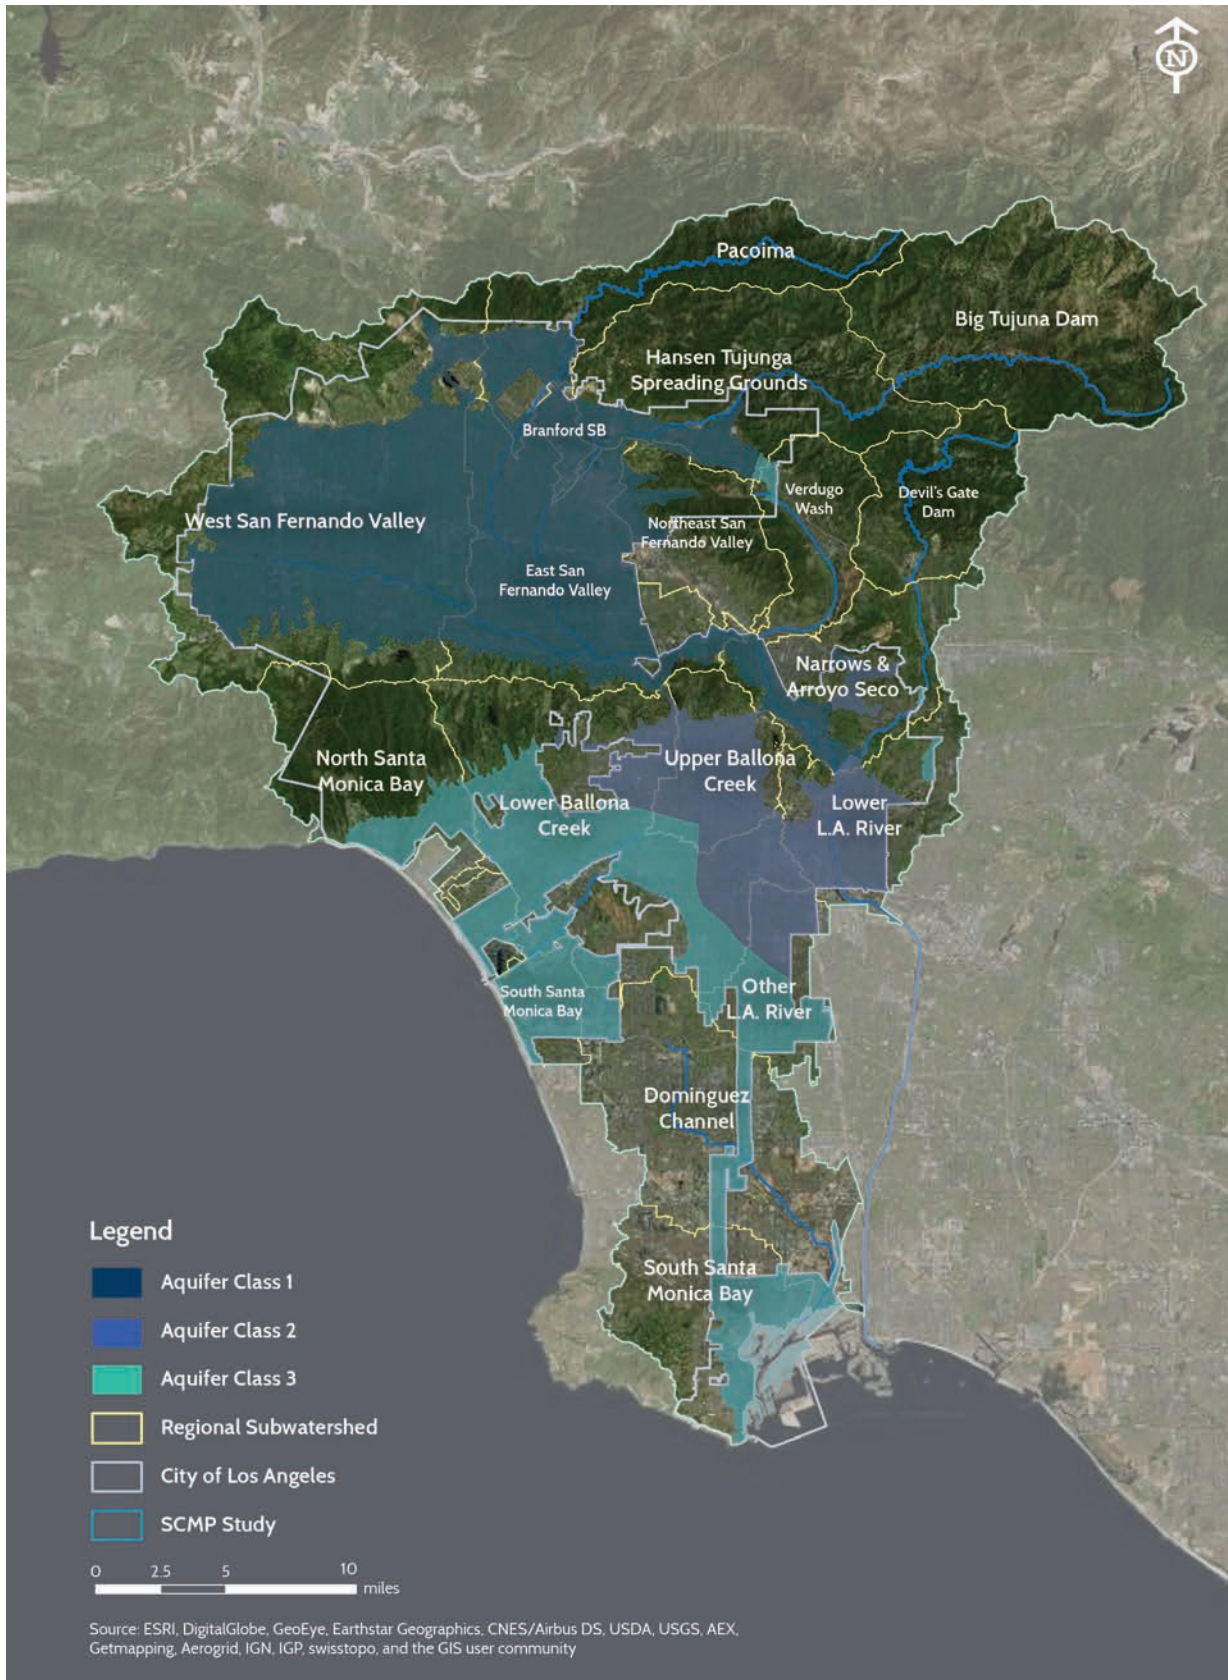 N
Pacoima
Big Tujuna Dam
Hansen Tujunga
Spreading Grounds
Branford SB
Verdugo
Wash
Devil's Gate
Dam
West San Fernando Valley
Northeast San
Fernando Valley
East San
Fernando Valley
Narrows &
Arroyo Seco
North Santa
Monica Bay
Upper Ballona
Creek
Lower Ballona
Creek
Lower
L.A. River
South Santa
Monica Bay
Other
L.A. River
Dominguez
Channel
South Santa
Monica Bay
Legend
Aquifer Class 1
Aquifer Class 2
Aquifer Class 3
Regional Subwatershed
City of Los Angeles
SCMP Study
0 2.5 5 10
miles
Source: ESRI, DigitalGlobe, GeoEye, Earthstar Geographics, CNES/Airbus DS, USDA, USGS, AEX,
Getmapping, Aerogrid, IGN, IGP, swisstopo, and the GIS user community